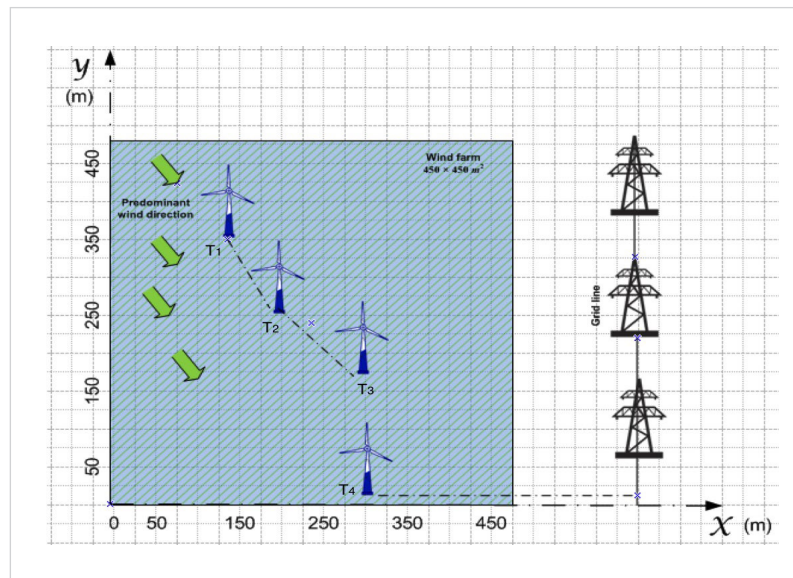 y
(m)
Wind farm
450 × 450 m²
Predominant
wind direction
450
350
250
150
50
T1
T2
T3
T4
Grid line
0 50 150 250 350 450
X (m)